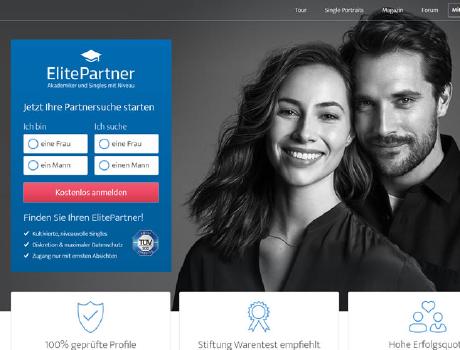 Tour Single Portraits Magazin Forum
ElitePartner
Akademiker und Singles mit Niveau
Jetzt Ihre Partnersuche starten
Ich bin Ich suche
eine Frau eine Frau
ein Mann einen Mann
Kostenlos anmelden
Finden Sie Ihren ElitePartner!
Kultivierte, niveauvolle Singles
Diskretion & maximaler Datenschutz
Zugang nur mit ernsten Absichten
TÜV
100% geprüfte Profile Stiftung Warentest empfiehlt Hohe Erfolgsquot